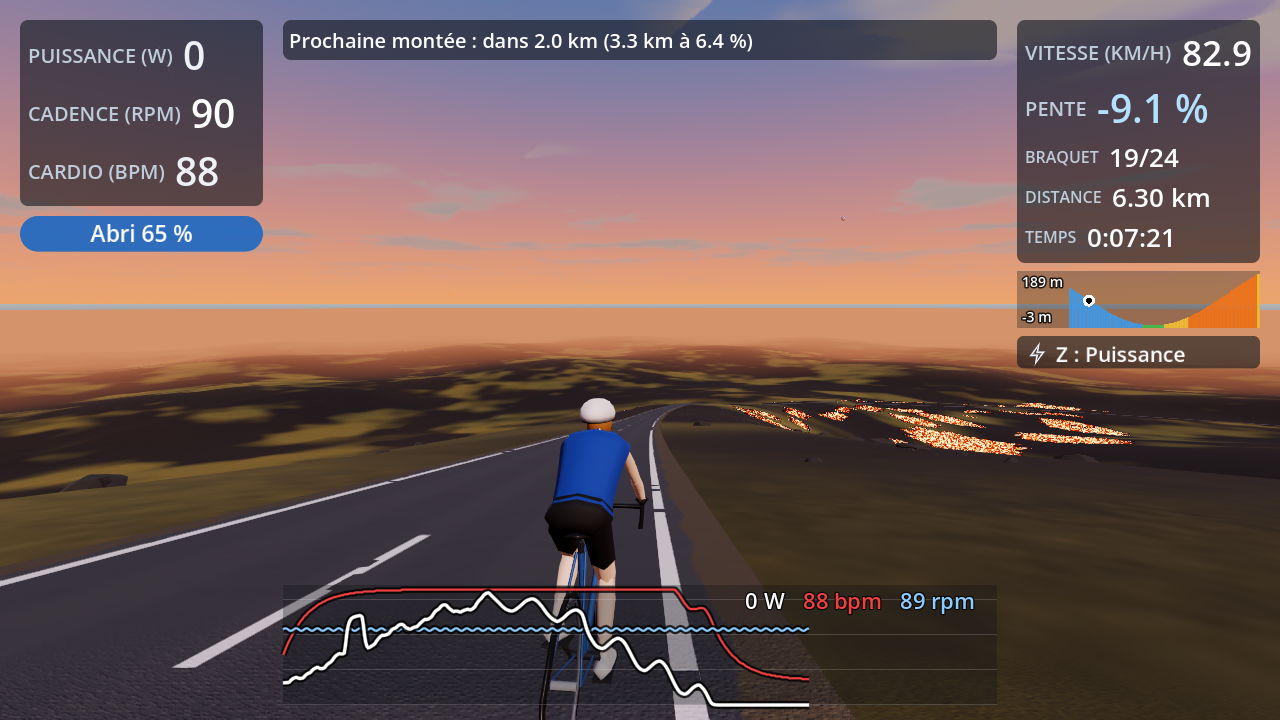 PUISSANCE (W) 0
CADENCE (RPM) 90
CARDIO (BPM) 88
Abri 65 %
Prochaine montée : dans 2.0 km (3.3 km à 6.4 %)
VITESSE (KM/H) 82.9
PENTE -9.1 %
BRAQUET 19/24
DISTANCE 6.30 km
TEMPS 0:07:21
189 m
-3 m
Z : Puissance
0 W 88 bpm 89 rpm